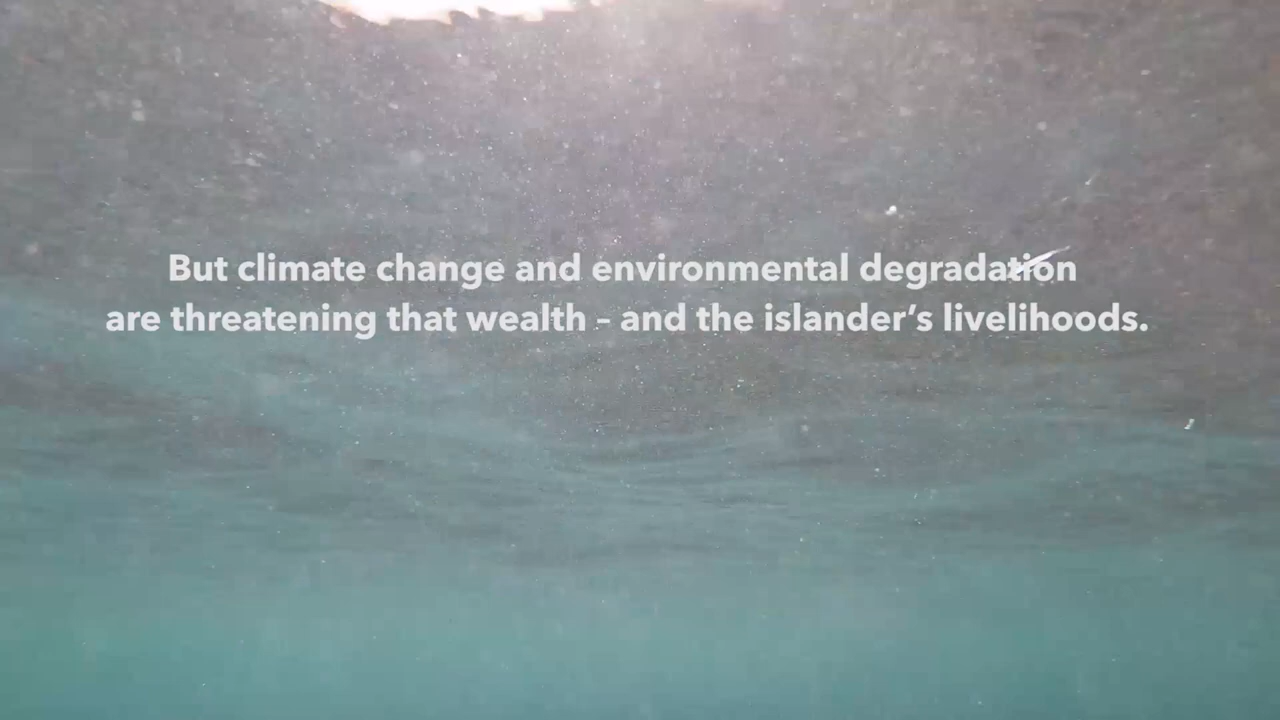 But climate change and environmental degradation
are threatening that wealth – and the islander’s livelihoods.